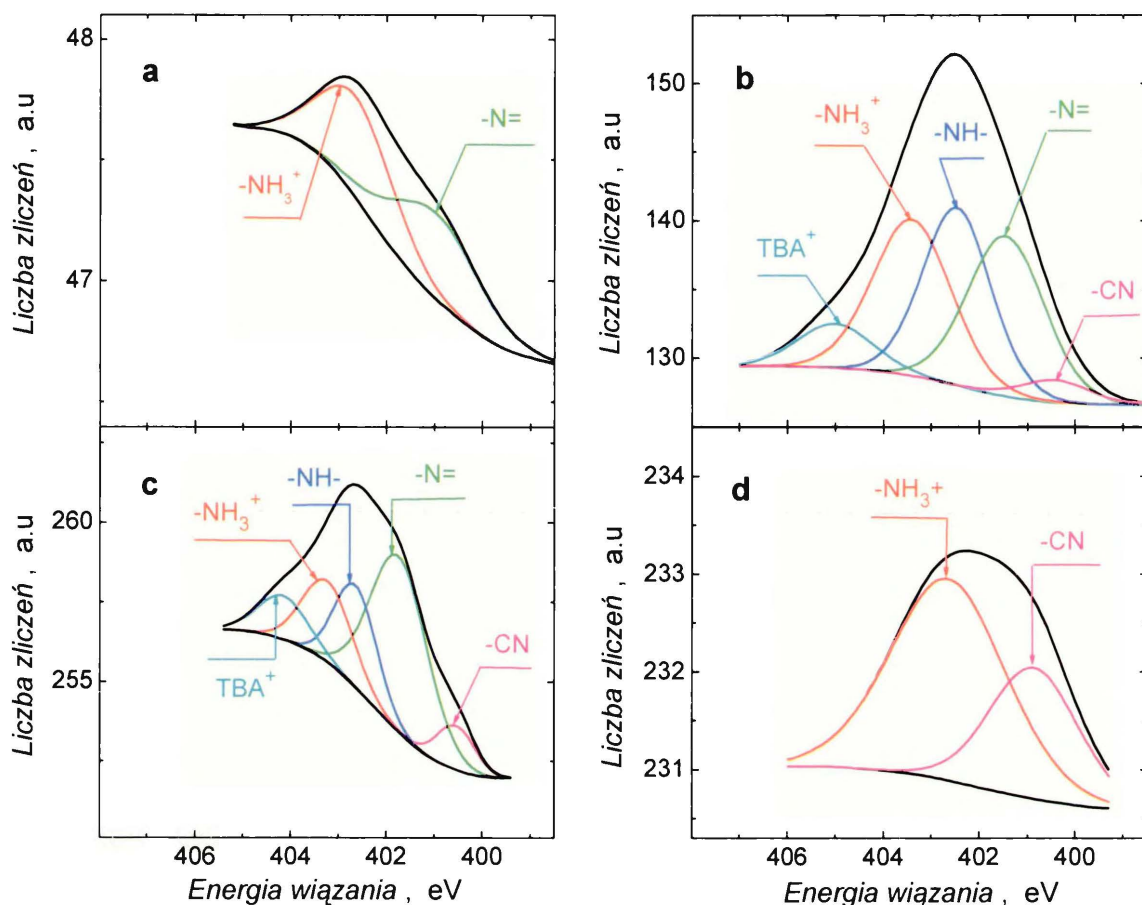 48
47
Liczba zliczeń , a.u
a
-NH₃⁺
-N=
150
140
130
Liczba zliczeń , a.u
b
TBA⁺
-NH₃⁺
-NH-
-N=
-CN
260
255
Liczba zliczeń , a.u
c
-NH₃⁺
-NH-
-N=
TBA⁺
-CN
406 404 402 400
Energia wiązania , eV
234
233
232
231
Liczba zliczeń , a.u
d
-NH₃+
-CN
406 404 402 400
Energia wiązania , eV